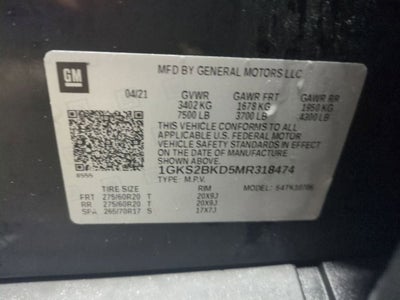 GM
MFD BY GENERAL MOTORS LLC
04/21 GVWR GAWR FRT GAWR RR
3402 KG 1678 KG 1950 KG
7500 LB 3700 LB 4300 LB
THIS VEHICLE CONFORMS TO ALL APPLICABLE
U.S. FEDERAL MOTOR
VEHICLE SAFETY STANDARDS IN EFFECT ON THE
DATE OF MANUFACTURE SHOWN ABOVE.
1GKS2BKD5MR318474
TYPE: M.P.V. MODEL:
TIRE SIZE RIM
FRT 275/60R20 T 20X9J
RR 275/60R20 T 20X9J
SPA 265/70R17 S 17X7J